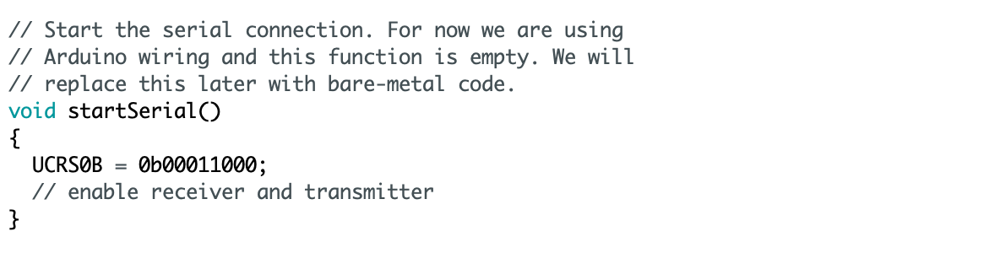 // Start the serial connection. For now we are using
// Arduino wiring and this function is empty. We will
// replace this later with bare-metal code.
void startSerial()
{
  UCRS0B = 0b00011000;
  // enable receiver and transmitter
}